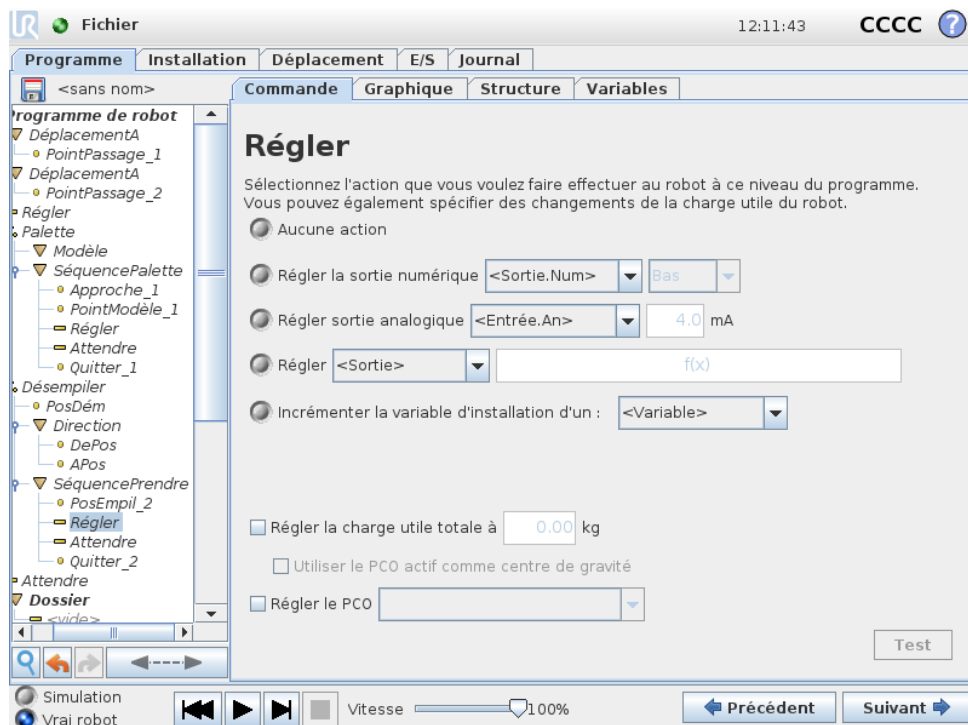 UR Fichier 12:11:43 CCCC ?
Programme Installation Déplacement E/S Journal
<sans nom>
Commande Graphique Structure Variables
Programme de robot
DéplacementA
PointPassage_1
DéplacementA
PointPassage_2
Régler
Palette
Modèle
SéquencePalette
Approche_1
PointModèle_1
Régler
Attendre
Quitter_1
Désempiler
PosDém
Direction
DePos
APos
SéquencePrendre
PosEmpil_2
Régler
Attendre
Quitter_2
Attendre
Dossier
<vide>
Régler
Sélectionnez l'action que vous voulez faire effectuer au robot à ce niveau du programme.
Vous pouvez également spécifier des changements de la charge utile du robot.
Aucune action
Régler la sortie numérique <Sortie.Num> Bas
Régler sortie analogique <Entrée.An> 4.0 mA
Régler <Sortie> f(x)
Incrémenter la variable d'installation d'un : <Variable>
Régler la charge utile totale à 0.00 kg
Utiliser le PCO actif comme centre de gravité
Régler le PCO
Test
Simulation
Vrai robot
Vitesse 100%
Précédent Suivant